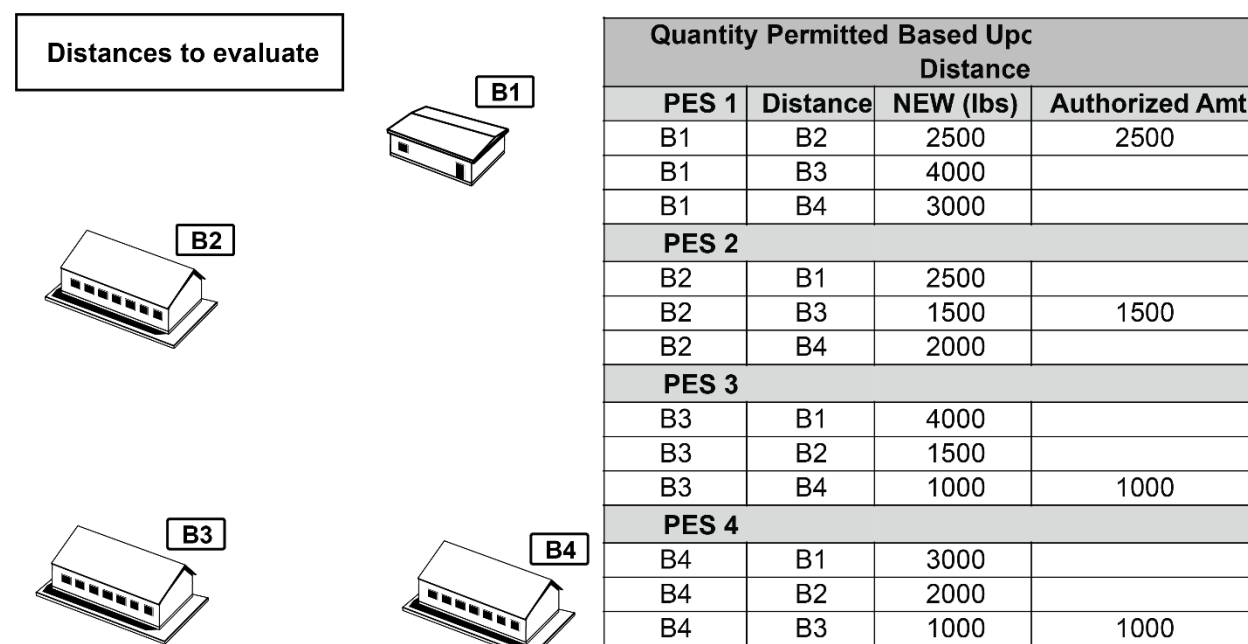 Distances to evaluate
B1
B2
B3
B4
Quantity Permitted Based Upc
Distance
PES 1 Distance NEW (lbs) Authorized Amt
B1 B2 2500 2500
B1 B3 4000
B1 B4 3000
PES 2
B2 B1 2500
B2 B3 1500 1500
B2 B4 2000
PES 3
B3 B1 4000
B3 B2 1500
B3 B4 1000 1000
PES 4
B4 B1 3000
B4 B2 2000
B4 B3 1000 1000